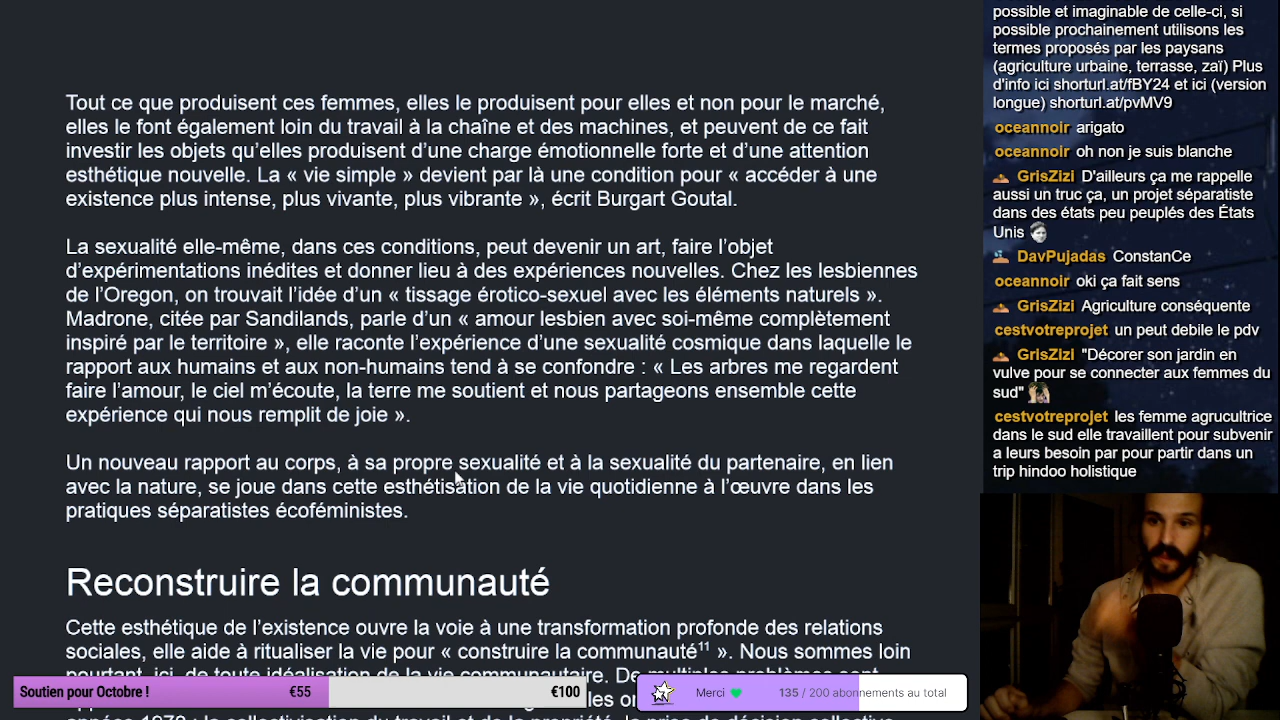 Tout ce que produisent ces femmes, elles le produisent pour elles et non pour le marché,
elles le font également loin du travail à la chaîne et des machines, et peuvent de ce fait
investir les objets qu’elles produisent d’une charge émotionnelle forte et d’une attention
esthétique nouvelle. La « vie simple » devient par là une condition pour « accéder à une
existence plus intense, plus vivante, plus vibrante », écrit Burgart Goutal.
La sexualité elle-même, dans ces conditions, peut devenir un art, faire l’objet
d’expérimentations inédites et donner lieu à des expériences nouvelles. Chez les lesbiennes
de l’Oregon, on trouvait l’idée d’un « tissage érotico-sexuel avec les éléments naturels ».
Madrone, citée par Sandilands, parle d’un « amour lesbien avec soi-même complètement
inspiré par le territoire », elle raconte l’expérience d’une sexualité cosmique dans laquelle le
rapport aux humains et aux non-humains tend à se confondre : « Les arbres me regardent
faire l’amour, le ciel m’écoute, la terre me soutient et nous partageons ensemble cette
expérience qui nous remplit de joie ».
Un nouveau rapport au corps, à sa propre sexualité et à la sexualité du partenaire, en lien
avec la nature, se joue dans cette esthétisation de la vie quotidienne à l’œuvre dans les
pratiques séparatistes écoféministes.
Reconstruire la communauté
Cette esthétique de l’existence ouvre la voie à une transformation profonde des relations
sociales, elle aide à ritualiser la vie pour « construire la communauté¹¹ ». Nous sommes loin
pourtant, ici, de toute idéalisation de la vie communautaire. De multiples problèmes sont
Soutien pour Octobre ! €55 €100
Merci 135 / 200 abonnements au total
possible et imaginable de celle-ci, si
possible prochainement utilisons les
termes proposés par les paysans
(agriculture urbaine, terrasse, zaï) Plus
d'info ici shorturl.at/fBY24 et ici (version
longue) shorturl.at/pvMV9
oceannoir arigato
oceannoir oh non je suis blanche
GrisZizi D'ailleurs ça me rappelle
aussi un truc ça, un projet séparatiste
dans des états peu peuplés des États
Unis
DavPujadas ConstanCe
oceannoir oki ça fait sens
GrisZizi Agriculture conséquente
cestvotreprojet un peut debile le pdv
GrisZizi "Décorer son jardin en
vulve pour se connecter aux femmes du
sud"
cestvotreprojet les femme agrucultrice
dans le sud elle travaillent pour subvenir
a leurs besoin par pour partir dans un
trip hindoo holistique